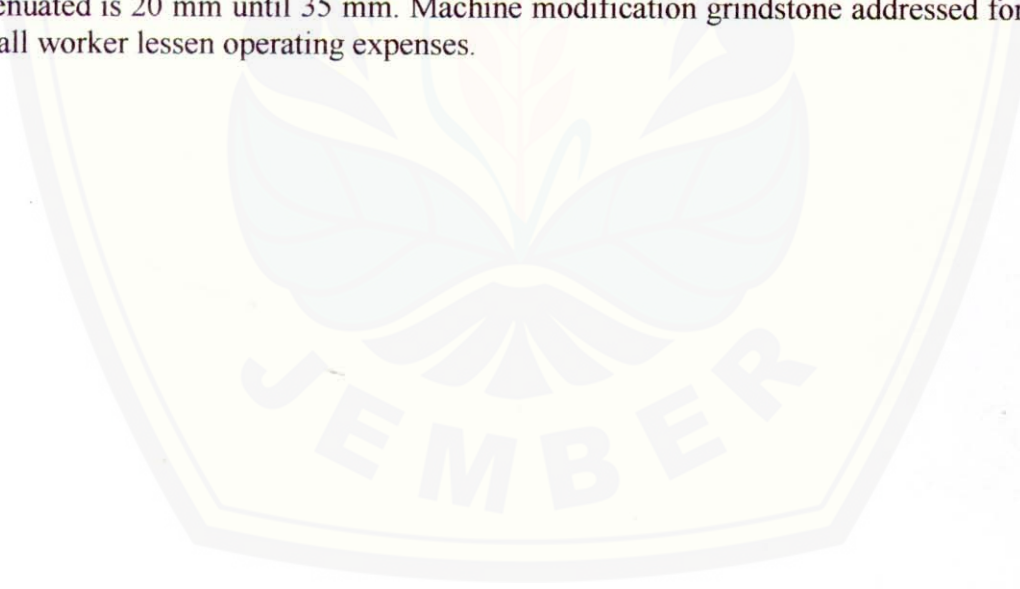 enuated is 20 mm until 35 mm. Machine modification grindstone addressed for
all worker lessen operating expenses.
JEMBER